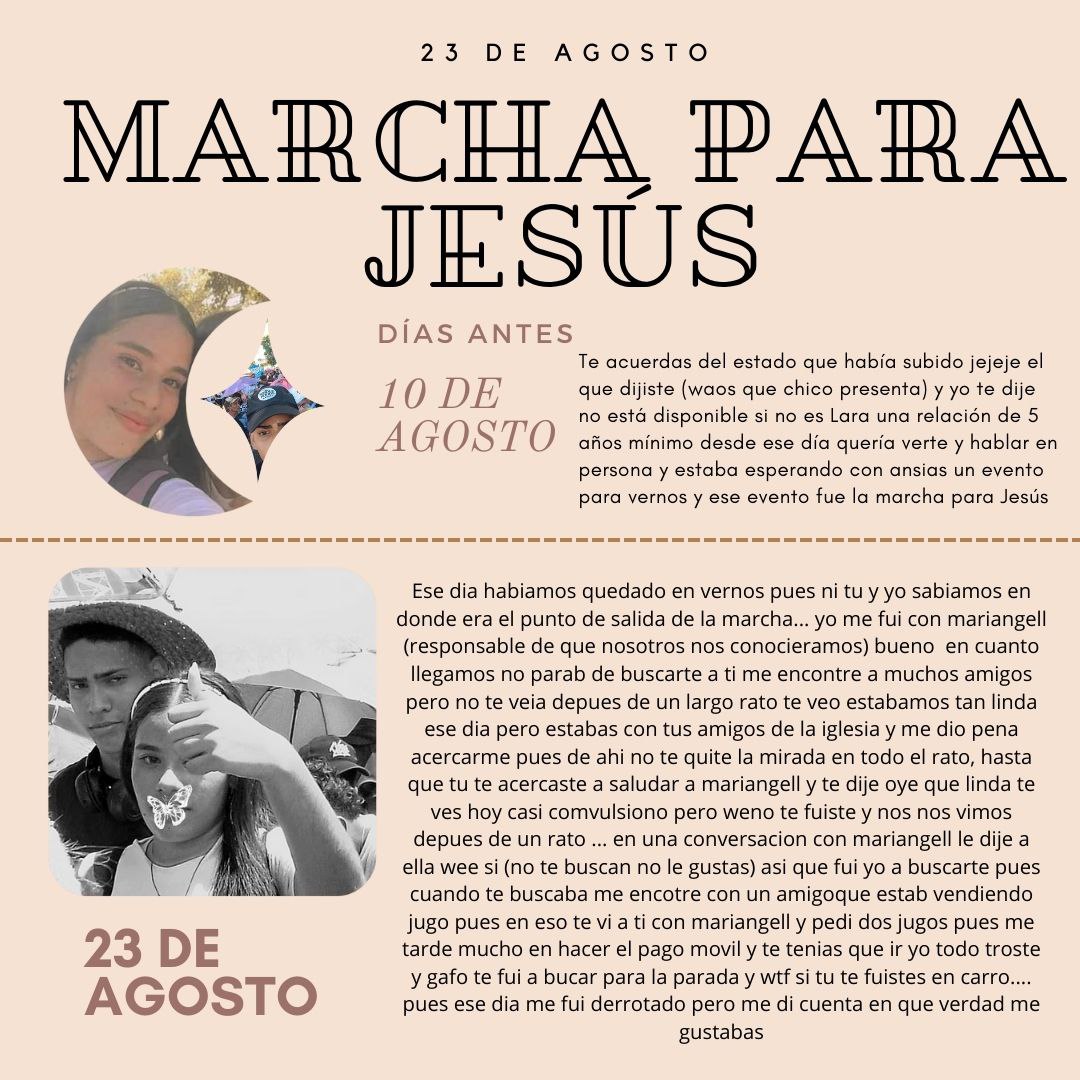 23 DE AGOSTO
MARCHA PARA
JESÚS
DÍAS ANTES
10 DE
AGOSTO
Te acuerdas del estado que había subido jejeje el
que dijiste (waos que chico presenta) y yo te dije
no está disponible si no es Lara una relación de 5
años mínimo desde ese día quería verte y hablar en
persona y estaba esperando con ansias un evento
para vernos y ese evento fue la marcha para Jesús
Ese dia habiamos quedado en vernos pues ni tu y yo sabiamos en
donde era el punto de salida de la marcha... yo me fui con mariangell
(responsable de que nosotros nos conocieramos) bueno  en cuanto
llegamos no parab de buscarte a ti me encontre a muchos amigos
pero no te veia depues de un largo rato te veo estabamos tan linda
ese dia pero estabas con tus amigos de la iglesia y me dio pena
acercarme pues de ahi no te quite la mirada en todo el rato, hasta
que tu te acercaste a saludar a mariangell y te dije oye que linda te
ves hoy casi comvulsiono pero weno te fuiste y nos nos vimos
depues de un rato ... en una conversacion con mariangell le dije a
ella wee si (no te buscan no le gustas) asi que fui yo a buscarte pues
cuando te buscaba me encotre con un amigoque estab vendiendo
jugo pues en eso te vi a ti con mariangell y pedi dos jugos pues me
tarde mucho en hacer el pago movil y te tenias que ir yo todo troste
y gafo te fui a bucar para la parada y wtf si tu te fuistes en carro....
pues ese dia me fui derrotado pero me di cuenta en que verdad me
gustabas
23 DE
AGOSTO